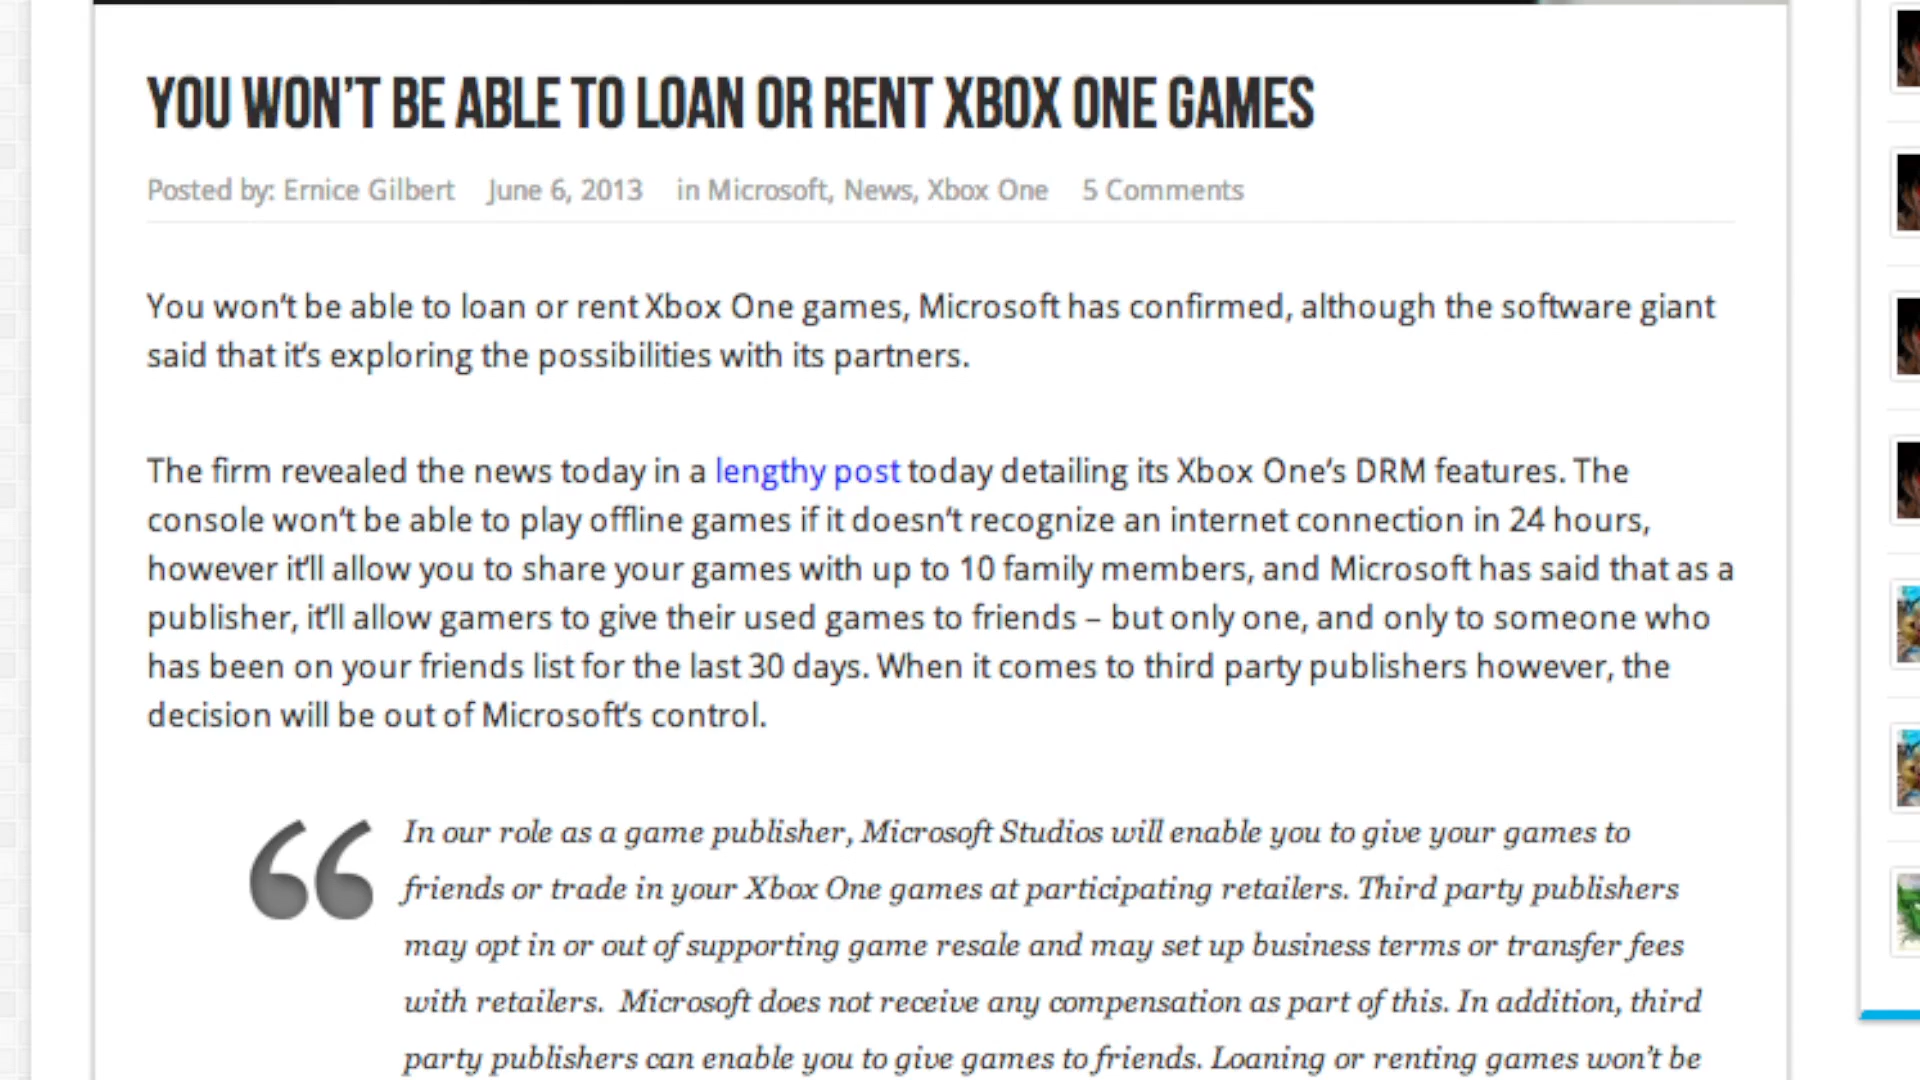 YOU WON'T BE ABLE TO LOAN OR RENT XBOX ONE GAMES
Posted by: Ernice Gilbert June 6, 2013 in Microsoft, News, Xbox One 5 Comments
You won't be able to loan or rent Xbox One games, Microsoft has confirmed, although the software giant
said that it's exploring the possibilities with its partners.
The firm revealed the news today in a lengthy post today detailing its Xbox One's DRM features. The
console won't be able to play offline games if it doesn't recognize an internet connection in 24 hours,
however it'll allow you to share your games with up to 10 family members, and Microsoft has said that as a
publisher, it'll allow gamers to give their used games to friends – but only one, and only to someone who
has been on your friends list for the last 30 days. When it comes to third party publishers however, the
decision will be out of Microsoft's control.
“In our role as a game publisher, Microsoft Studios will enable you to give your games to
friends or trade in your Xbox One games at participating retailers. Third party publishers
may opt in or out of supporting game resale and may set up business terms or transfer fees
with retailers. Microsoft does not receive any compensation as part of this. In addition, third
party publishers can enable you to give games to friends. Loaning or renting games won't be